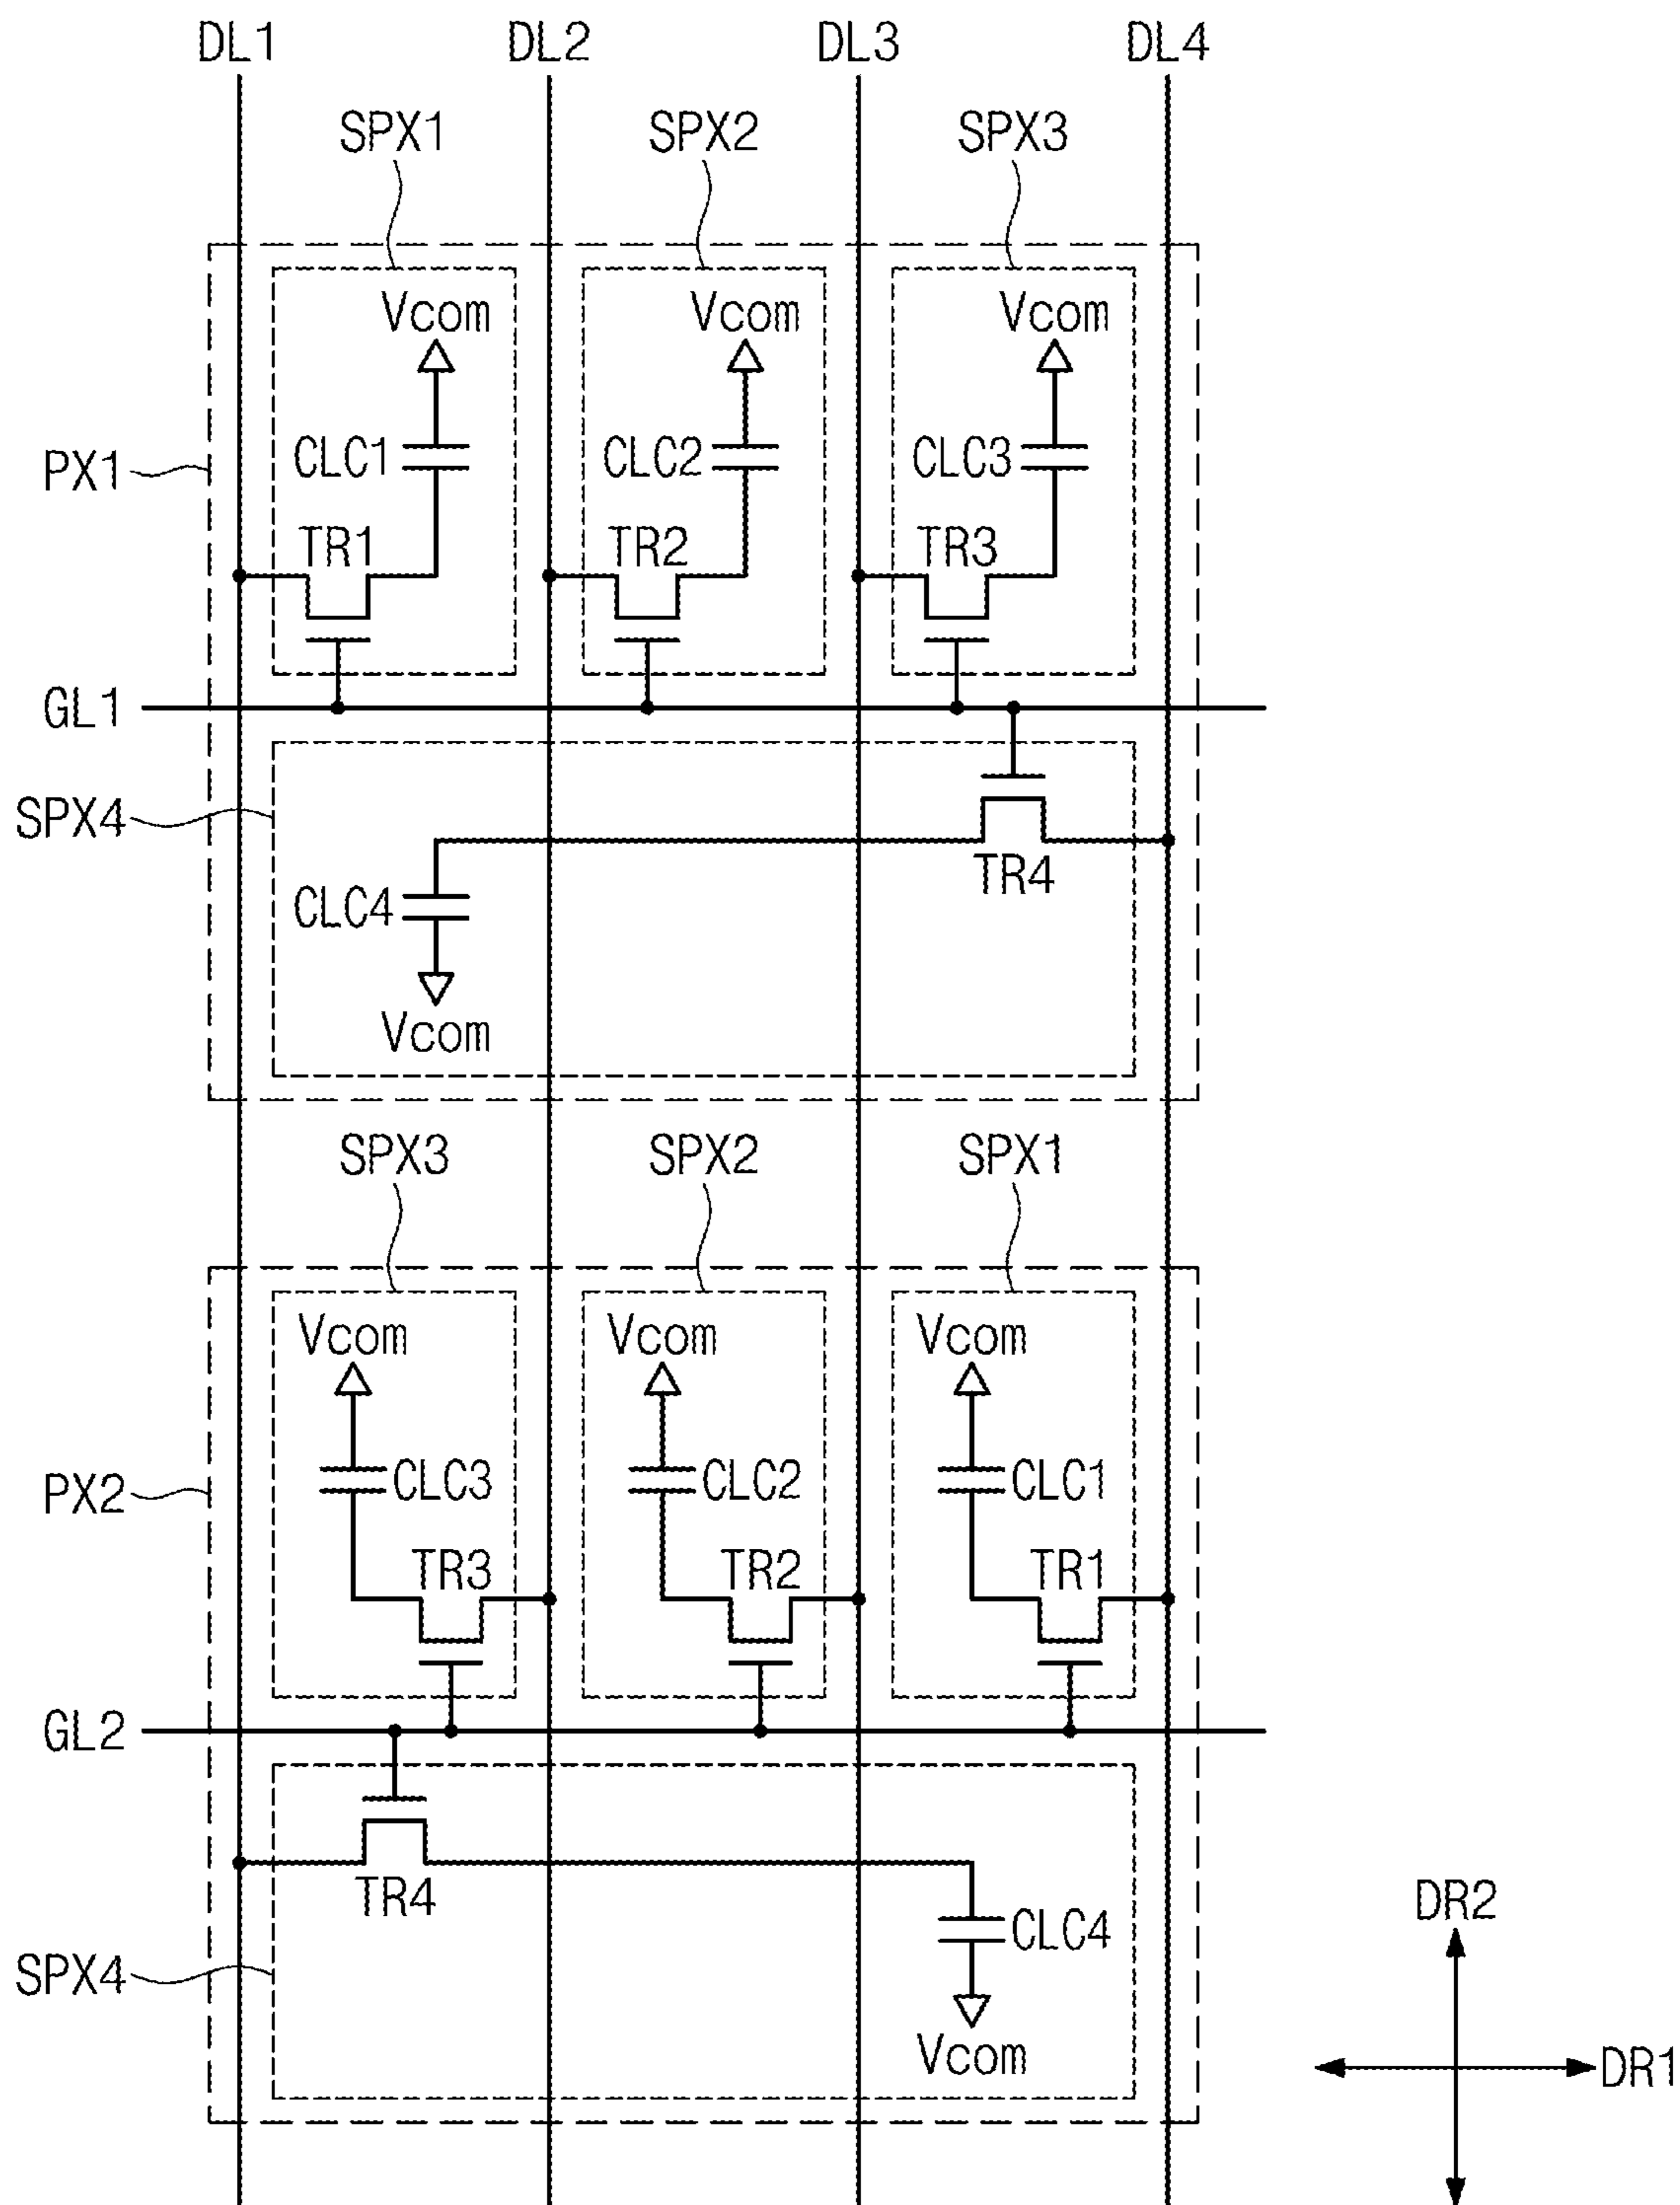 DL1 DL2 DL3 DL4
SPX1 SPX2 SPX3
Vcom Vcom Vcom
PX1 CLC1 CLC2 CLC3
TR1 TR2 TR3
GL1
SPX4
TR4
CLC4
Vcom
SPX3 SPX2 SPX1
Vcom Vcom Vcom
PX2 CLC3 CLC2 CLC1
TR3 TR2 TR1
GL2
TR4
CLC4
SPX4
Vcom
DR2
DR1